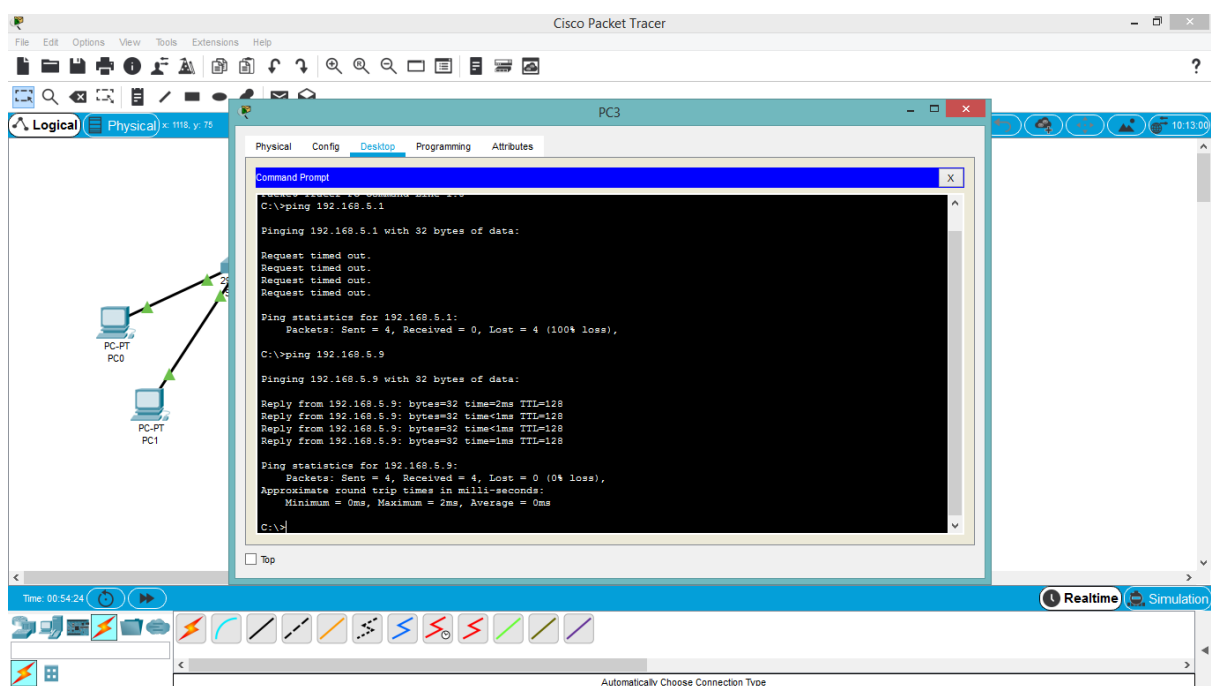 Cisco Packet Tracer
File Edit Options View Tools Extensions Help
?
Logical Physical x: 1118, y: 75
10:13:00
PC3
Physical Config Desktop Programming Attributes
Command Prompt
X
C:\>ping 192.168.5.1
Pinging 192.168.5.1 with 32 bytes of data:
Request timed out.
Request timed out.
Request timed out.
Request timed out.
Ping statistics for 192.168.5.1:
Packets: Sent = 4, Received = 0, Lost = 4 (100% loss),
C:\>ping 192.168.5.9
Pinging 192.168.5.9 with 32 bytes of data:
Reply from 192.168.5.9: bytes=32 time=2ms TTL=128
Reply from 192.168.5.9: bytes=32 time<1ms TTL=128
Reply from 192.168.5.9: bytes=32 time<1ms TTL=128
Reply from 192.168.5.9: bytes=32 time=1ms TTL=128
Ping statistics for 192.168.5.9:
Packets: Sent = 4, Received = 4, Lost = 0 (0% loss),
Approximate round trip times in milli-seconds:
Minimum = 0ms, Maximum = 2ms, Average = 0ms
C:\>
Top
PC-PT
PC0
PC-PT
PC1
Time: 00:54:24
Realtime Simulation
Automatically Choose Connection Type